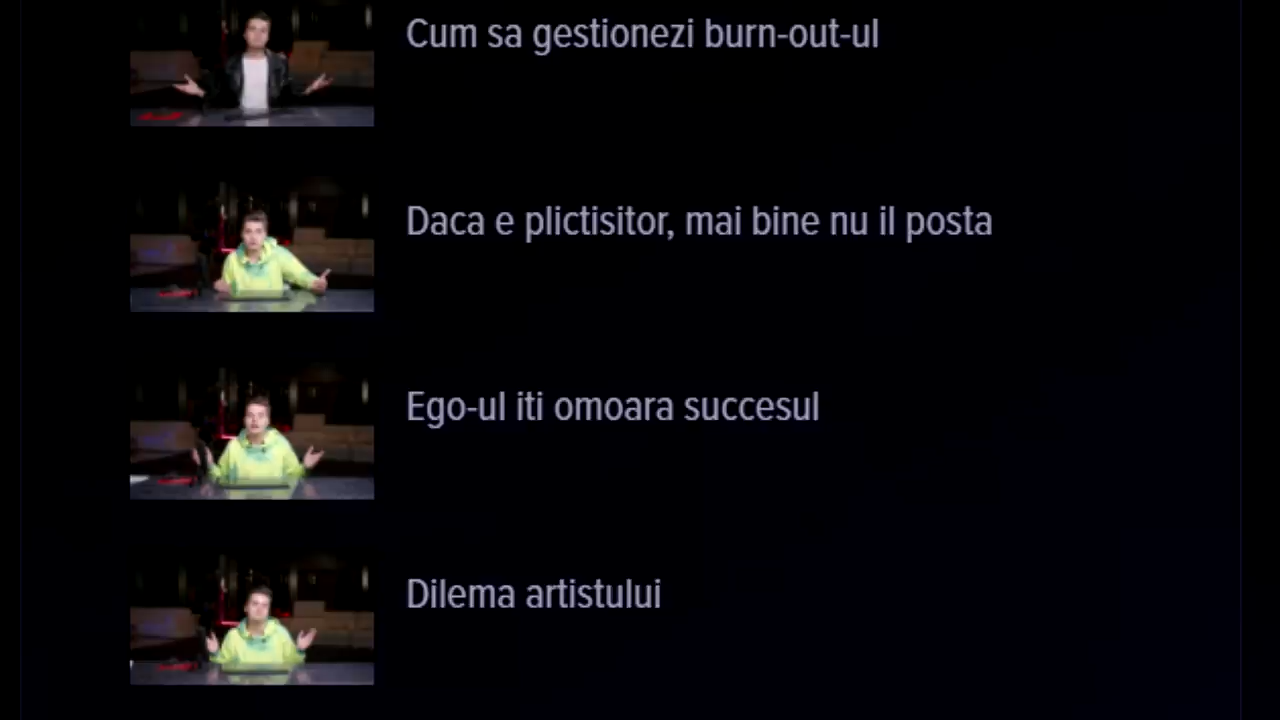 Cum sa gestionezi burn-out-ul
Daca e plictisitor, mai bine nu il posta
Ego-ul iti omoara succesul
Dilema artistului